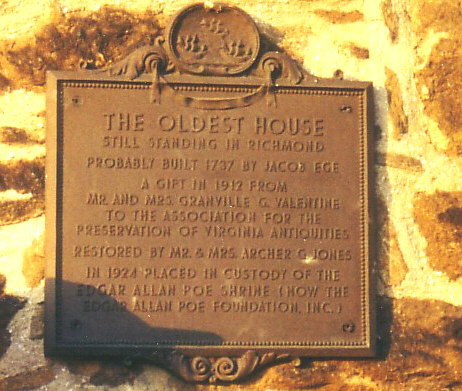 THE OLDEST HOUSE
STILL STANDING IN RICHMOND
PROBABLY BUILT 1737 BY JACOB EGE
A GIFT IN 1912 FROM
MR. AND MRS. GRANVILLE G. VALENTINE
TO THE ASSOCIATION FOR THE
PRESERVATION OF VIRGINIA ANTIQUITIES
RESTORED BY MR. & MRS. ARCHER G. JONES
IN 1924 PLACED IN CUSTODY OF THE
EDGAR ALLAN POE SHRINE (NOW THE
EDGAR ALLAN POE FOUNDATION, INC.)